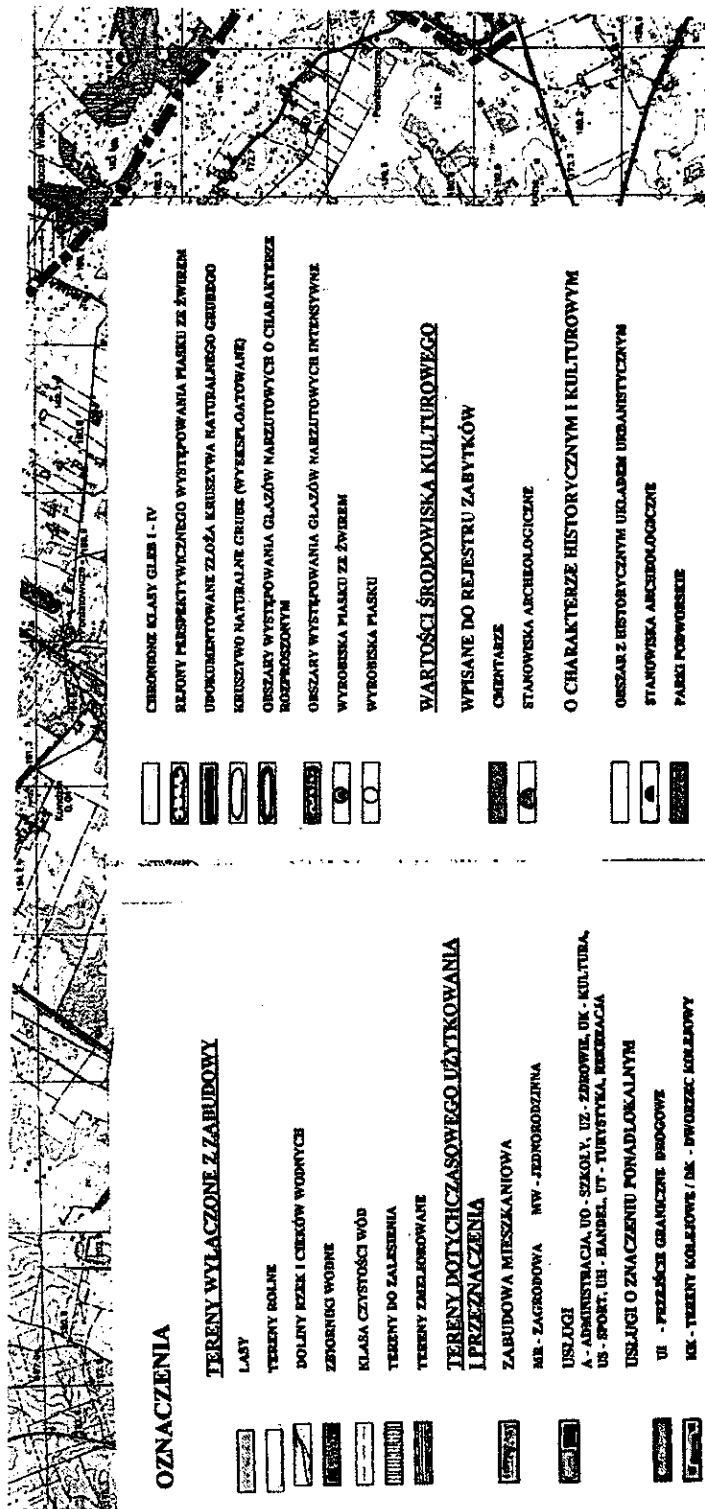 OZNACZENIA
TERENY WYŁĄCZONE Z ZABUDOWY
LASY
TERENY ROLNE
DOLINY RZEK I CIEKÓW WODNYCH
ZBIORNIKI WODNE
KLASA CZYSTOŚCI WÓD
TERENY DO ZALESIENIA
TERENY ZMELIOROWANE
TERENY DOTYCHCZASOWEGO UŻYTKOWANIA
I PRZEZNACZENIA
ZABUDOWA MIESZKANIOWA
MR - ZAGRODOWA MW - JEDNORODZINNA
USŁUGI
A - ADMINISTRACJA, UO - SZKOŁY, UZ - ZDROWIE, UK - KULTURA,
US - SPORT, UH - HANDEL, UT - TURYSTYKA, REKREACJA
USŁUGI O ZNACZENIU PONADLOKALNYM
UI - PRZEJŚCIE GRANICZNE DROGOWE
KK - TERENY KOLEJOWE / DK - DWORZEC KOLEJOWY
CHRONIONE KLASY GLEB I - IV
REJONY PERSPEKTYWICZNEGO WYSTĘPOWANIA PIASKU ZE ŻWIREM
UDOKUMENTOWANE ZŁOŻA KRUSZYWA NATURALNEGO GRUBEGO
KRUSZYWO NATURALNE GRUBE (WYEKSPLOATOWANE)
OBSZARY WYSTĘPOWANIA GŁAZÓW NARZUTOWYCH O CHARAKTERZE
ROZPROSZONYM
OBSZARY WYSTĘPOWANIA GŁAZÓW NARZUTOWYCH INTENSYWNE
WYROBISKA PIASKU ZE ŻWIREM
WYROBISKA PIASKU
WARTOŚCI ŚRODOWISKA KULTUROWEGO
WPISANE DO REJESTRU ZABYTKÓW
CMENTARZE
STANOWISKA ARCHEOLOGICZNE
O CHARAKTERZE HISTORYCZNYM I KULTUROWYM
OBSZAR Z HISTORYCZNYM UKŁADEM URBANISTYCZNYM
STANOWISKA ARCHEOLOGICZNE
PARKI PODWORSKIE